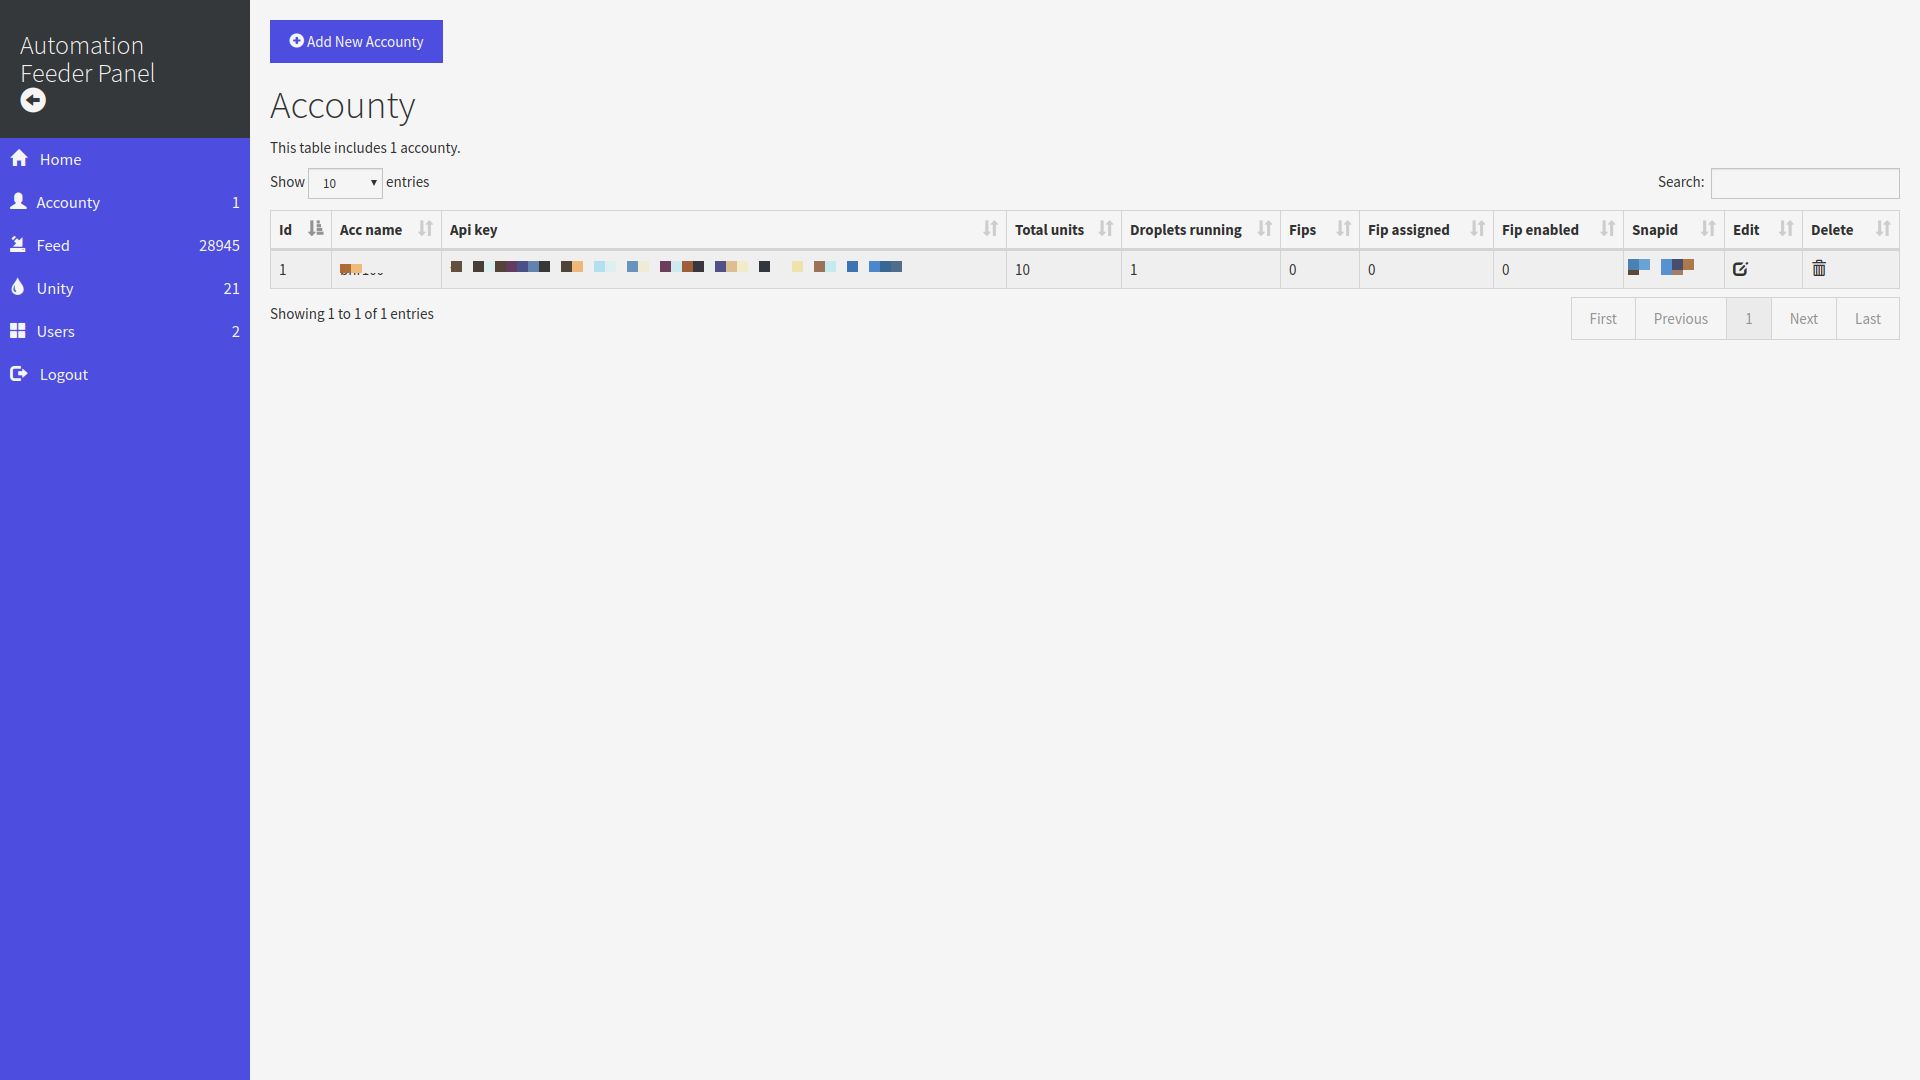 Automation
Feeder Panel
Home
Accounty 1
Feed 28945
Unity 21
Users 2
Logout
Add New Accounty
Accounty
This table includes 1 accounty.
Show 10 entries
Search:
Id Acc name Api key Total units Droplets running Fips Fip assigned Fip enabled Snapid Edit Delete
1 10 1 0 0 0
Showing 1 to 1 of 1 entries
First Previous 1 Next Last